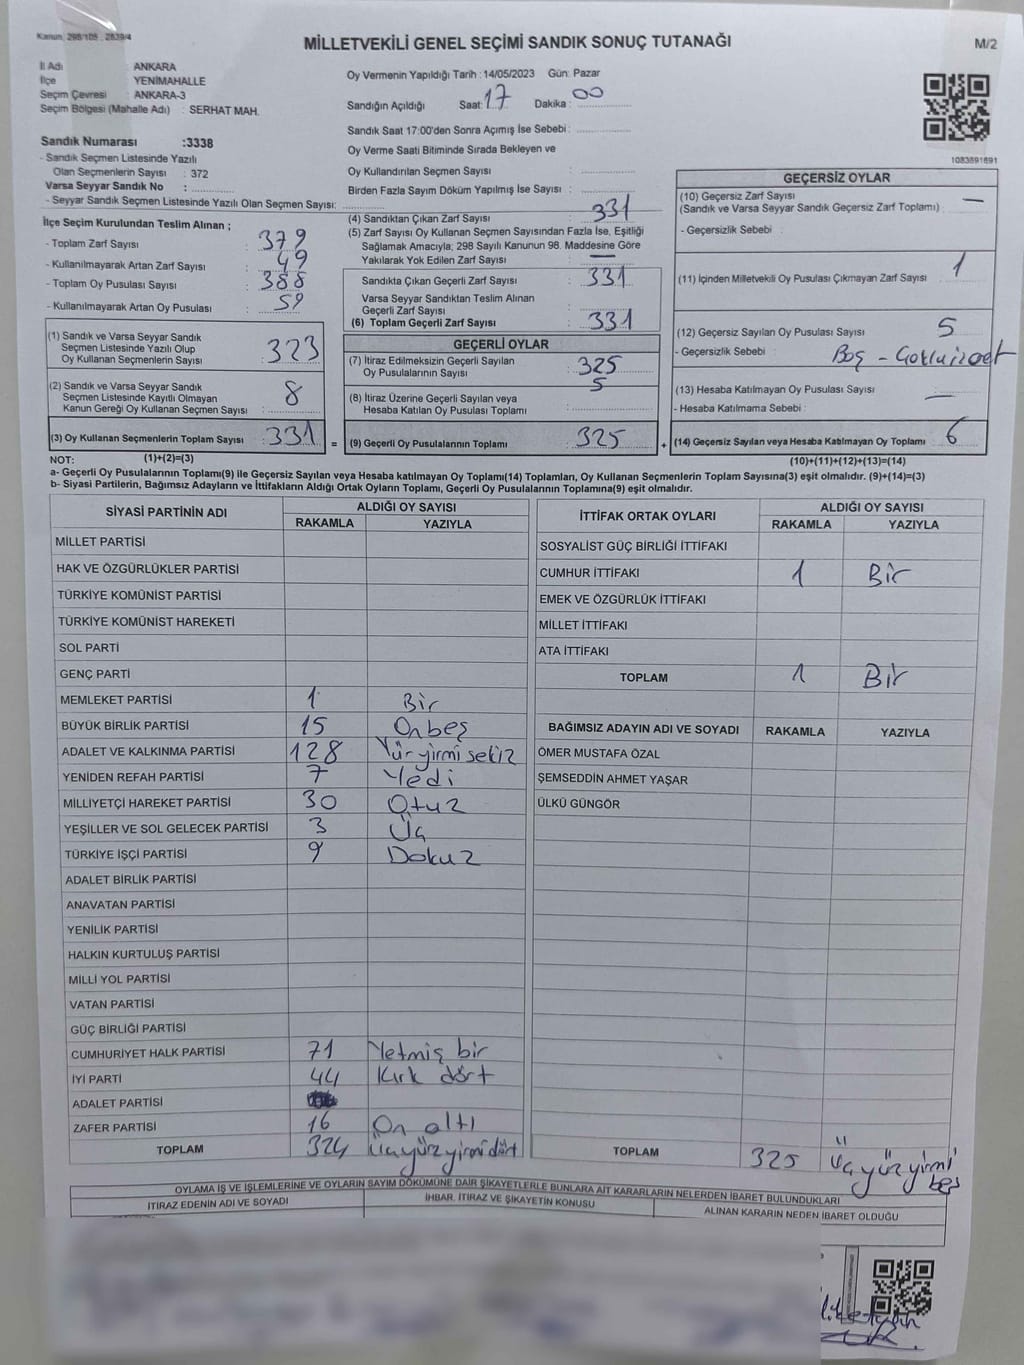 Kanun, 298/105 , 2839/4
MİLLETVEKİLİ GENEL SEÇİMİ SANDIK SONUÇ TUTANAĞI
M/2
İl Adı : ANKARA
İlçe : YENİMAHALLE
Seçim Çevresi : ANKARA-3
Seçim Bölgesi (Mahalle Adı) : SERHAT MAH.
Sandık Numarası :3338
- Sandık Seçmen Listesinde Yazılı
Olan Seçmenlerin Sayısı : 372
Varsa Seyyar Sandık No : ............
- Seyyar Sandık Seçmen Listesinde Yazılı Olan Seçmen Sayısı: ............
Oy Vermenin Yapıldığı Tarih : 14/05/2023 Gün: Pazar
Sandığın Açıldığı Saat: 17 Dakika : 00
Sandık Saat 17:00'den Sonra Açımış İse Sebebi : ............
Oy Verme Saati Bitiminde Sırada Bekleyen ve
Oy Kullandırılan Seçmen Sayısı : ............
Birden Fazla Sayım Döküm Yapılmış İse Sayısı : ............
1083891691
İlçe Seçim Kurulundan Teslim Alınan ;
- Toplam Zarf Sayısı : 379
- Kullanılmayarak Artan Zarf Sayısı : 49
- Toplam Oy Pusulası Sayısı : 388
- Kullanılmayarak Artan Oy Pusulası : 59
(1) Sandık ve Varsa Seyyar Sandık
Seçmen Listesinde Yazılı Olup
Oy Kullanan Seçmenlerin Sayısı : 323
(2) Sandık ve Varsa Seyyar Sandık
Seçmen Listesinde Kayıtlı Olmayan
Kanun Gereği Oy Kullanan Seçmen Sayısı : 8
(3) Oy Kullanan Seçmenlerin Toplam Sayısı : 331 =
(4) Sandıktan Çıkan Zarf Sayısı : 331
(5) Zarf Sayısı Oy Kullanan Seçmen Sayısından Fazla İse, Eşitliği
Sağlamak Amacıyla; 298 Sayılı Kanunun 98. Maddesine Göre
Yakılarak Yok Edilen Zarf Sayısı : —
Sandıkta Çıkan Geçerli Zarf Sayısı : 331
Varsa Seyyar Sandıktan Teslim Alınan
Geçerli Zarf Sayısı :
(6) Toplam Geçerli Zarf Sayısı : 331
GEÇERLİ OYLAR
(7) İtiraz Edilmeksizin Geçerli Sayılan
Oy Pusulalarının Sayısı : 325
5
(8) İtiraz Üzerine Geçerli Sayılan veya
Hesaba Katılan Oy Pusulası Toplamı : ............
(9) Geçerli Oy Pusulalarının Toplamı : 325 +
GEÇERSİZ OYLAR
(10) Geçersiz Zarf Sayısı
(Sandık ve Varsa Seyyar Sandık Geçersiz Zarf Toplamı) : —
- Geçersizlik Sebebi :
(11) İçinden Milletvekili Oy Pusulası Çıkmayan Zarf Sayısı : 1
(12) Geçersiz Sayılan Oy Pusulası Sayısı : 5
- Geçersizlik Sebebi : Boş -
(13) Hesaba Katılmayan Oy Pusulası Sayısı : —
- Hesaba Katılmama Sebebi :
(14) Geçersiz Sayılan veya Hesaba Katılmayan Oy Toplamı : 6
NOT: (1)+(2)=(3) (10)+(11)+(12)+(13)=(14)
a- Geçerli Oy Pusulalarının Toplamı(9) ile Geçersiz Sayılan veya Hesaba katılmayan Oy Toplamı(14) Toplamları, Oy Kullanan Seçmenlerin Toplam Sayısına(3) eşit olmalıdır. (9)+(14)=(3)
b- Siyasi Partilerin, Bağımsız Adayların ve İttifakların Aldığı Ortak Oyların Toplamı, Geçerli Oy Pusulalarının Toplamına(9) eşit olmalıdır.
SİYASİ PARTİNİN ADI ALDIĞI OY SAYISI
RAKAMLA YAZIYLA
MİLLET PARTİSİ
HAK VE ÖZGÜRLÜKLER PARTİSİ
TÜRKİYE KOMÜNİST PARTİSİ
TÜRKİYE KOMÜNİST HAREKETİ
SOL PARTİ
GENÇ PARTİ
MEMLEKET PARTİSİ 1 Bir
BÜYÜK BİRLİK PARTİSİ 15 Onbeş
ADALET VE KALKINMA PARTİSİ 128 Yüzyirmisekiz
YENİDEN REFAH PARTİSİ 7 Yedi
MİLLİYETÇİ HAREKET PARTİSİ 30 Otuz
YEŞİLLER VE SOL GELECEK PARTİSİ 3 Üç
TÜRKİYE İŞÇİ PARTİSİ 9 Dokuz
ADALET BİRLİK PARTİSİ
ANAVATAN PARTİSİ
YENİLİK PARTİSİ
HALKIN KURTULUŞ PARTİSİ
MİLLİ YOL PARTİSİ
VATAN PARTİSİ
GÜÇ BİRLİĞİ PARTİSİ
CUMHURİYET HALK PARTİSİ 71 Yetmiş bir
İYİ PARTİ 44 Kırk dört
ADALET PARTİSİ
ZAFER PARTİSİ 16 On altı
TOPLAM 324 Üçyüzyirmidört
İTTİFAK ORTAK OYLARI ALDIĞI OY SAYISI
RAKAMLA YAZIYLA
SOSYALİST GÜÇ BİRLİĞİ İTTİFAKI
CUMHUR İTTİFAKI 1 Bir
EMEK VE ÖZGÜRLÜK İTTİFAKI
MİLLET İTTİFAKI
ATA İTTİFAKI
TOPLAM 1 Bir
BAĞIMSIZ ADAYIN ADI VE SOYADI RAKAMLA YAZIYLA
ÖMER MUSTAFA ÖZAL
ŞEMSEDDİN AHMET YAŞAR
ÜLKÜ GÜNGÖR
TOPLAM 325 Üçyüzyirmi
beş
OYLAMA İŞ VE İŞLEMLERİNE VE OYLARIN SAYIM DÖKÜMÜNE DAİR ŞİKAYETLERLE BUNLARA AİT KARARLARIN NELERDEN İBARET BULUNDUKLARI
İTİRAZ EDENİN ADI VE SOYADI İHBAR, İTİRAZ VE ŞİKAYETİN KONUSU ALINAN KARARIN NEDEN İBARET OLDUĞU